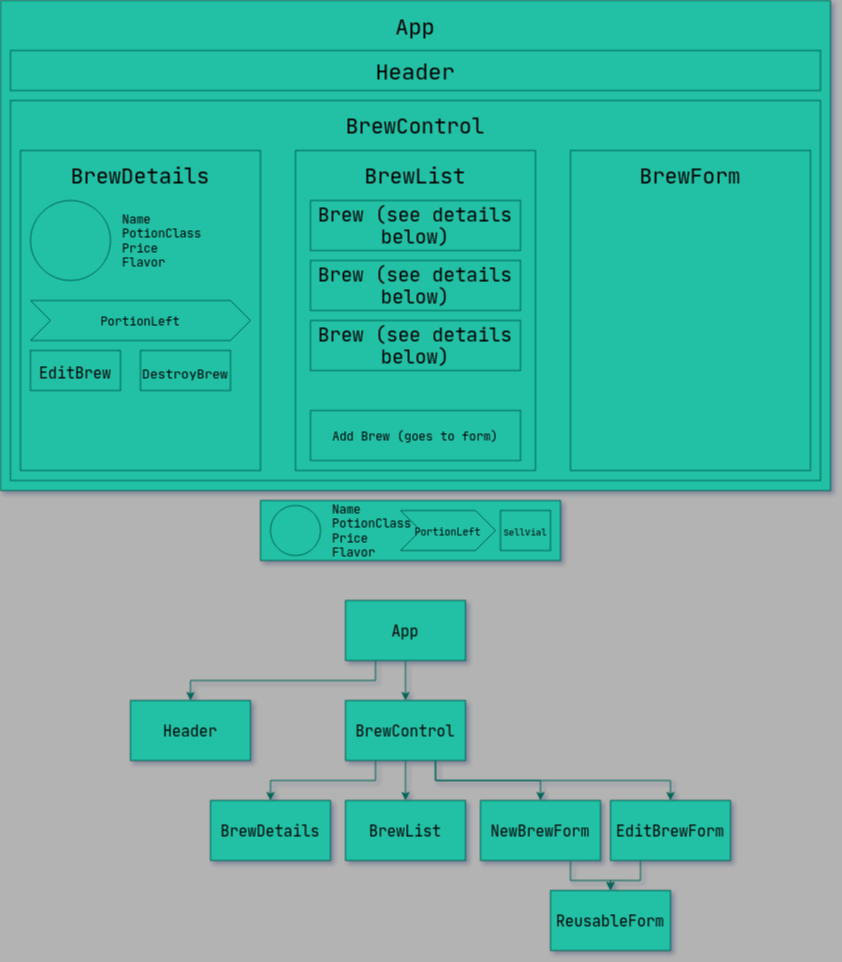 App
Header
BrewControl
BrewDetails
Name
PotionClass
Price
Flavor
PortionLeft
EditBrew
DestroyBrew
BrewList
Brew (see details
below)
Brew (see details
below)
Brew (see details
below)
Add Brew (goes to form)
BrewForm
Name
PotionClass
Price
Flavor
PortionLeft
SellVial
App
Header
BrewControl
BrewDetails
BrewList
NewBrewForm
EditBrewForm
ReusableForm